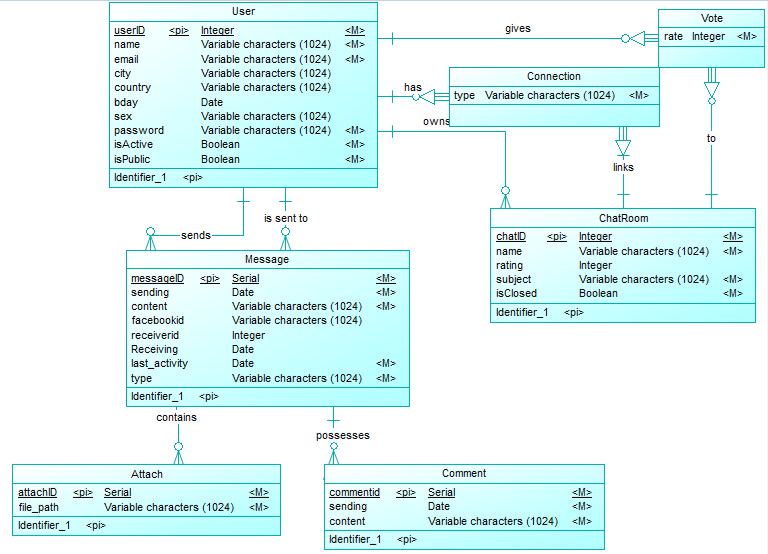 User
userID <pi> Integer <M>
name Variable characters (1024) <M>
email Variable characters (1024) <M>
city Variable characters (1024)
country Variable characters (1024)
bday Date
sex Variable characters (1024)
password Variable characters (1024) <M>
isActive Boolean <M>
isPublic Boolean <M>
Identifier_1 <pi>
gives
Vote
rate Integer <M>
has
Connection
type Variable characters (1024) <M>
owns
links
to
ChatRoom
chatID <pi> Integer <M>
name Variable characters (1024) <M>
rating Integer
subject Variable characters (1024) <M>
isClosed Boolean <M>
Identifier_1 <pi>
sends
is sent to
Message
messageID <pi> Serial <M>
sending Date <M>
content Variable characters (1024) <M>
facebookid Variable characters (1024)
receiverid Integer
Receiving Date
last_activity Date <M>
type Variable characters (1024) <M>
Identifier_1 <pi>
contains
possesses
Attach
attachID <pi> Serial <M>
file_path Variable characters (1024) <M>
Identifier_1 <pi>
Comment
commentid <pi> Serial <M>
sending Date <M>
content Variable characters (1024) <M>
Identifier_1 <pi>